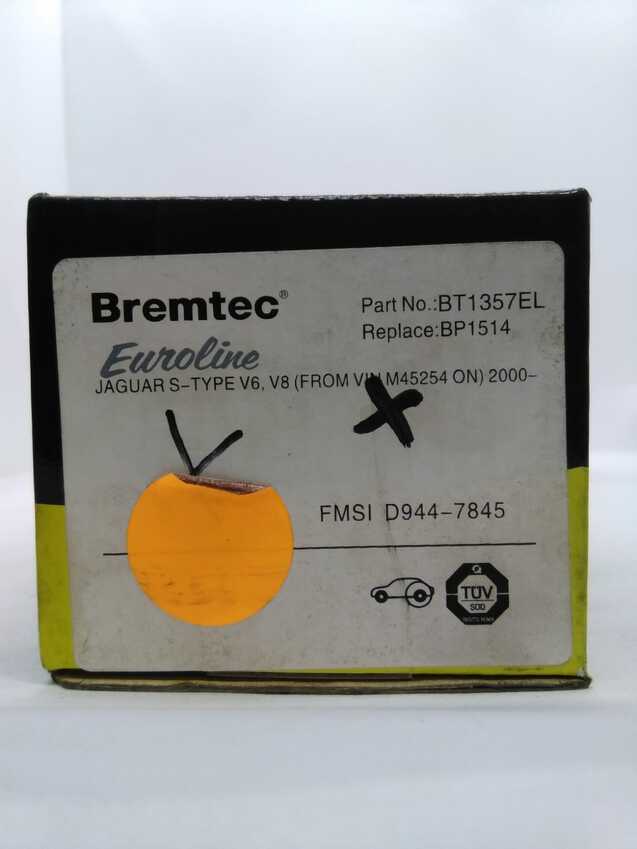 Bremtec®
Part No.:BT1357EL
Replace:BP1514
Euroline
JAGUAR S-TYPE V6, V8 (FROM VIN M45254 ON) 2000-
V X
FMSI D944-7845
TÜV
SÜD